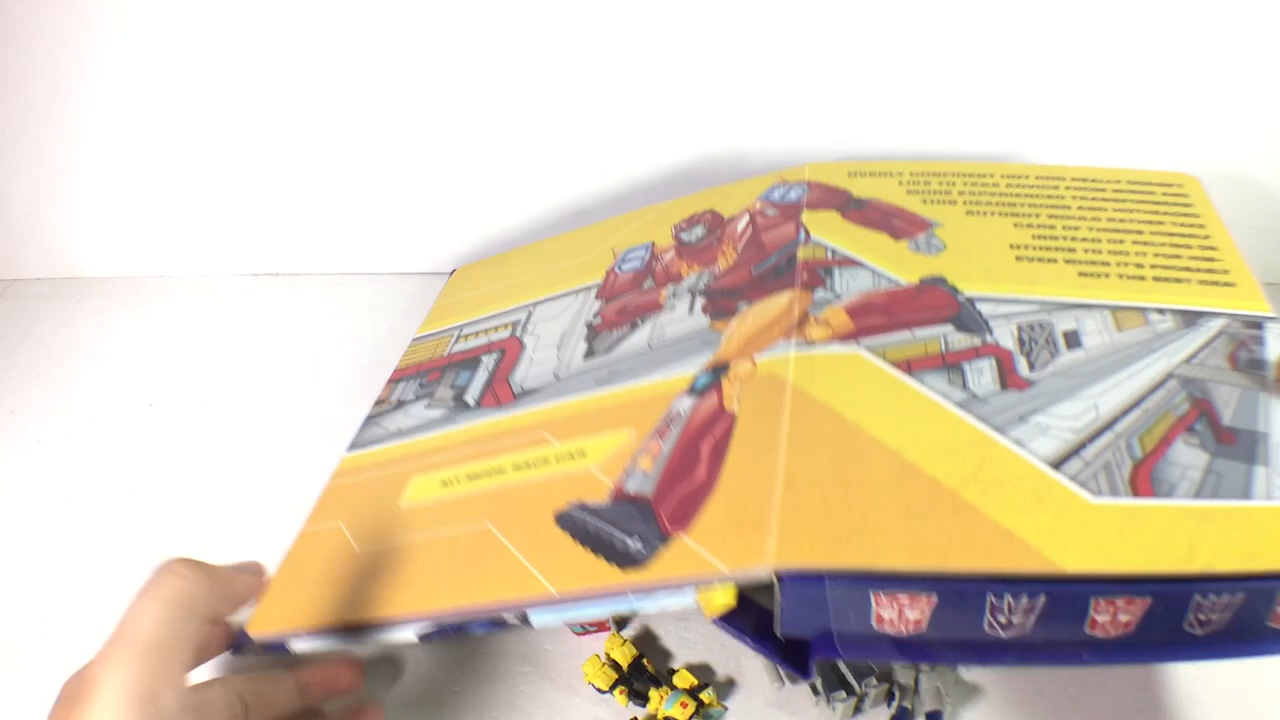 OVERLY CONFIDENT HOT ROD REALLY DOESN'T
LIKE TO TAKE ADVICE FROM WISER AND
MORE EXPERIENCED TRANSFORMERS.
THIS HEADSTRONG AND HOTHEADED
AUTOBOT WOULD RATHER TAKE
CARE OF THINGS HIMSELF
INSTEAD OF RELYING ON
OTHERS TO DO IT FOR HIM—
EVEN WHEN IT'S PROBABLY
NOT THE BEST IDEA!